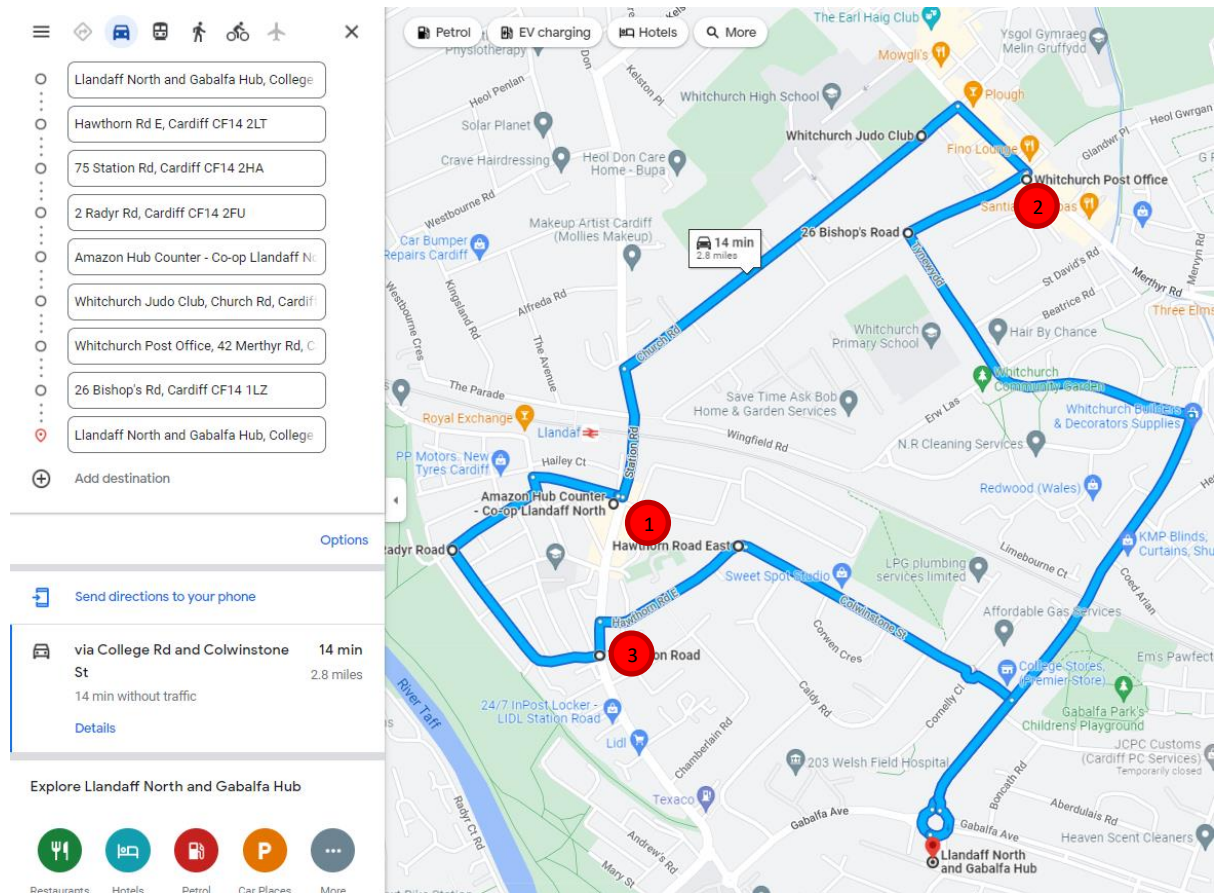 Llandaff North and Gabalfa Hub, College
Hawthorn Rd E, Cardiff CF14 2LT
75 Station Rd, Cardiff CF14 2HA
2 Radyr Rd, Cardiff CF14 2FU
Amazon Hub Counter - Co-op Llandaff No
Whitchurch Judo Club, Church Rd, Cardiff
Whitchurch Post Office, 42 Merthyr Rd, C
26 Bishop's Rd, Cardiff CF14 1LZ
Llandaff North and Gabalfa Hub, College
Add destination
Options
Send directions to your phone
via College Rd and Colwinstone
St
14 min
2.8 miles
14 min without traffic
Details
Explore Llandaff North and Gabalfa Hub
Restaurants
Hotels
Petrol
Car Places
More
Petrol
EV charging
Hotels
More
The Earl Haig Club
Ysgol Gymraeg
Melin Gruffydd
Mowgli's
Physiotherapy
Don
Kelston Pl
Heol Penlan
Whitchurch High School
Plough
Heol Gwrgan
Solar Planet
Whitchurch Judo Club
Glandwr Pl
Crave Hairdressing
Heol Don Care
Home - Bupa
Fino Lounge
Whitchurch Post Office
2
Westbourne Rd
Makeup Artist Cardiff
(Mollies Makeup)
14 min
2.8 miles
26 Bishop's Road
Tynewydd
Car Bumper
Repairs Cardiff
St David's Rd
Mervyn Rd
Merthyr Rd
Westbourne Cres
Kingsland Rd
Alfreda Rd
Beatrice Rd
Three Elms
The Avenue
Church Rd
Whitchurch
Primary School
Hair By Chance
Whitchurch
Community Garden
The Parade
Save Time Ask Bob
Home & Garden Services
Erw Las
Whitchurch Builders
& Decorators Supplies
Royal Exchange
Llandaf
Station Rd
Wingfield Rd
N.R Cleaning Services
PP Motors. New
Tyres Cardiff
Hailey Ct
Redwood (Wales)
Amazon Hub Counter
- Co-op Llandaff North
1
KMP Blinds,
Curtains, Shu
Radyr Road
Hawthorn Road East
Limebourne Ct
Sweet Spot Studio
LPG plumbing
services limited
Coed Arian
Hawthorn Rd E
Colwinstone St
Affordable Gas Services
3
on Road
Corwen Cres
College Stores,
(Premier Store)
Em's Pawfect
River Taff
24/7 InPost Locker -
LIDL Station Road
Caldy Rd
Connelly Cl
Gabalfa Park's
Childrens Playground
Lidl
Chamberlain Rd
203 Welsh Field Hospital
JCPC Customs
(Cardiff PC Services)
Temporarily closed
Boncath Rd
Texaco
Radyr Ct Rd
Gabalfa Ave
Aberdulais Rd
Gabalfa Ave
Heaven Scent Cleaners
Andrew's Rd
Mary St
Llandaff North
and Gabalfa Hub